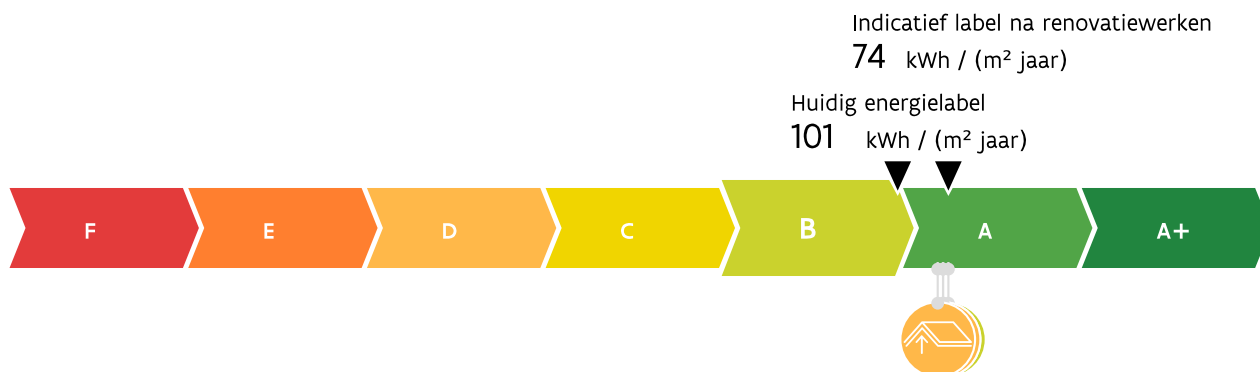 Indicatief label na renovatiewerken
74 kWh / (m² jaar)
Huidig energielabel
101 kWh / (m² jaar)
F E D C B A A+